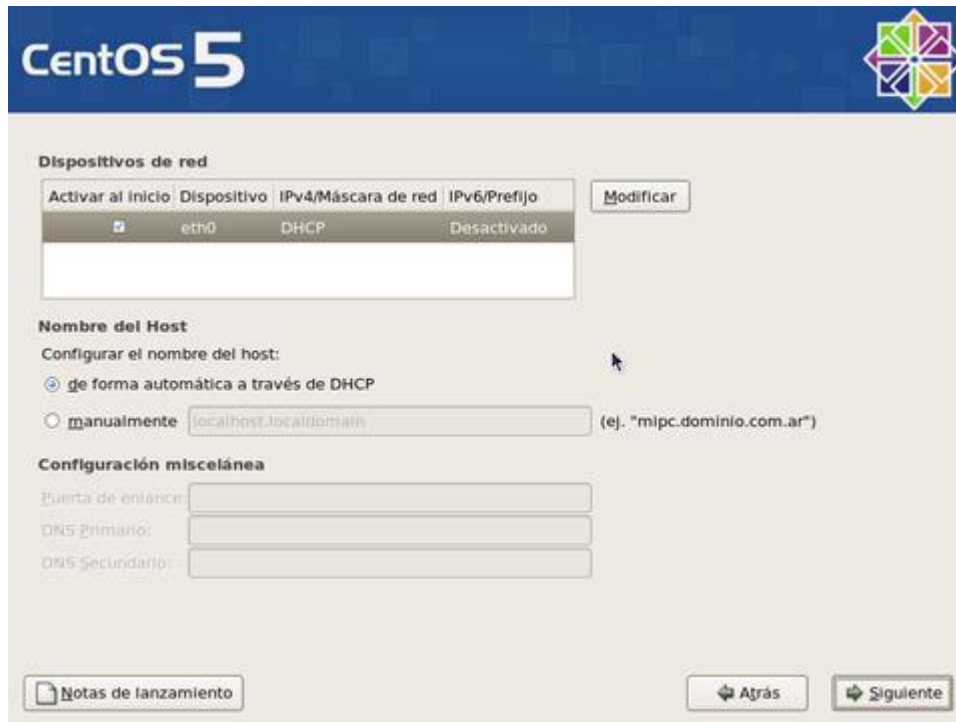 CentOS 5
Dispositivos de red
Activar al inicio Dispositivo IPv4/Máscara de red IPv6/Prefijo
Modificar
eth0 DHCP Desactivado
Nombre del Host
Configurar el nombre del host:
de forma automática a través de DHCP
manualmente localhost.localdomain (ej. "mipc.dominio.com.ar")
Configuración miscelánea
Puerta de enlance:
DNS Primario:
DNS Secundario:
Notas de lanzamiento
Atrás
Siguiente